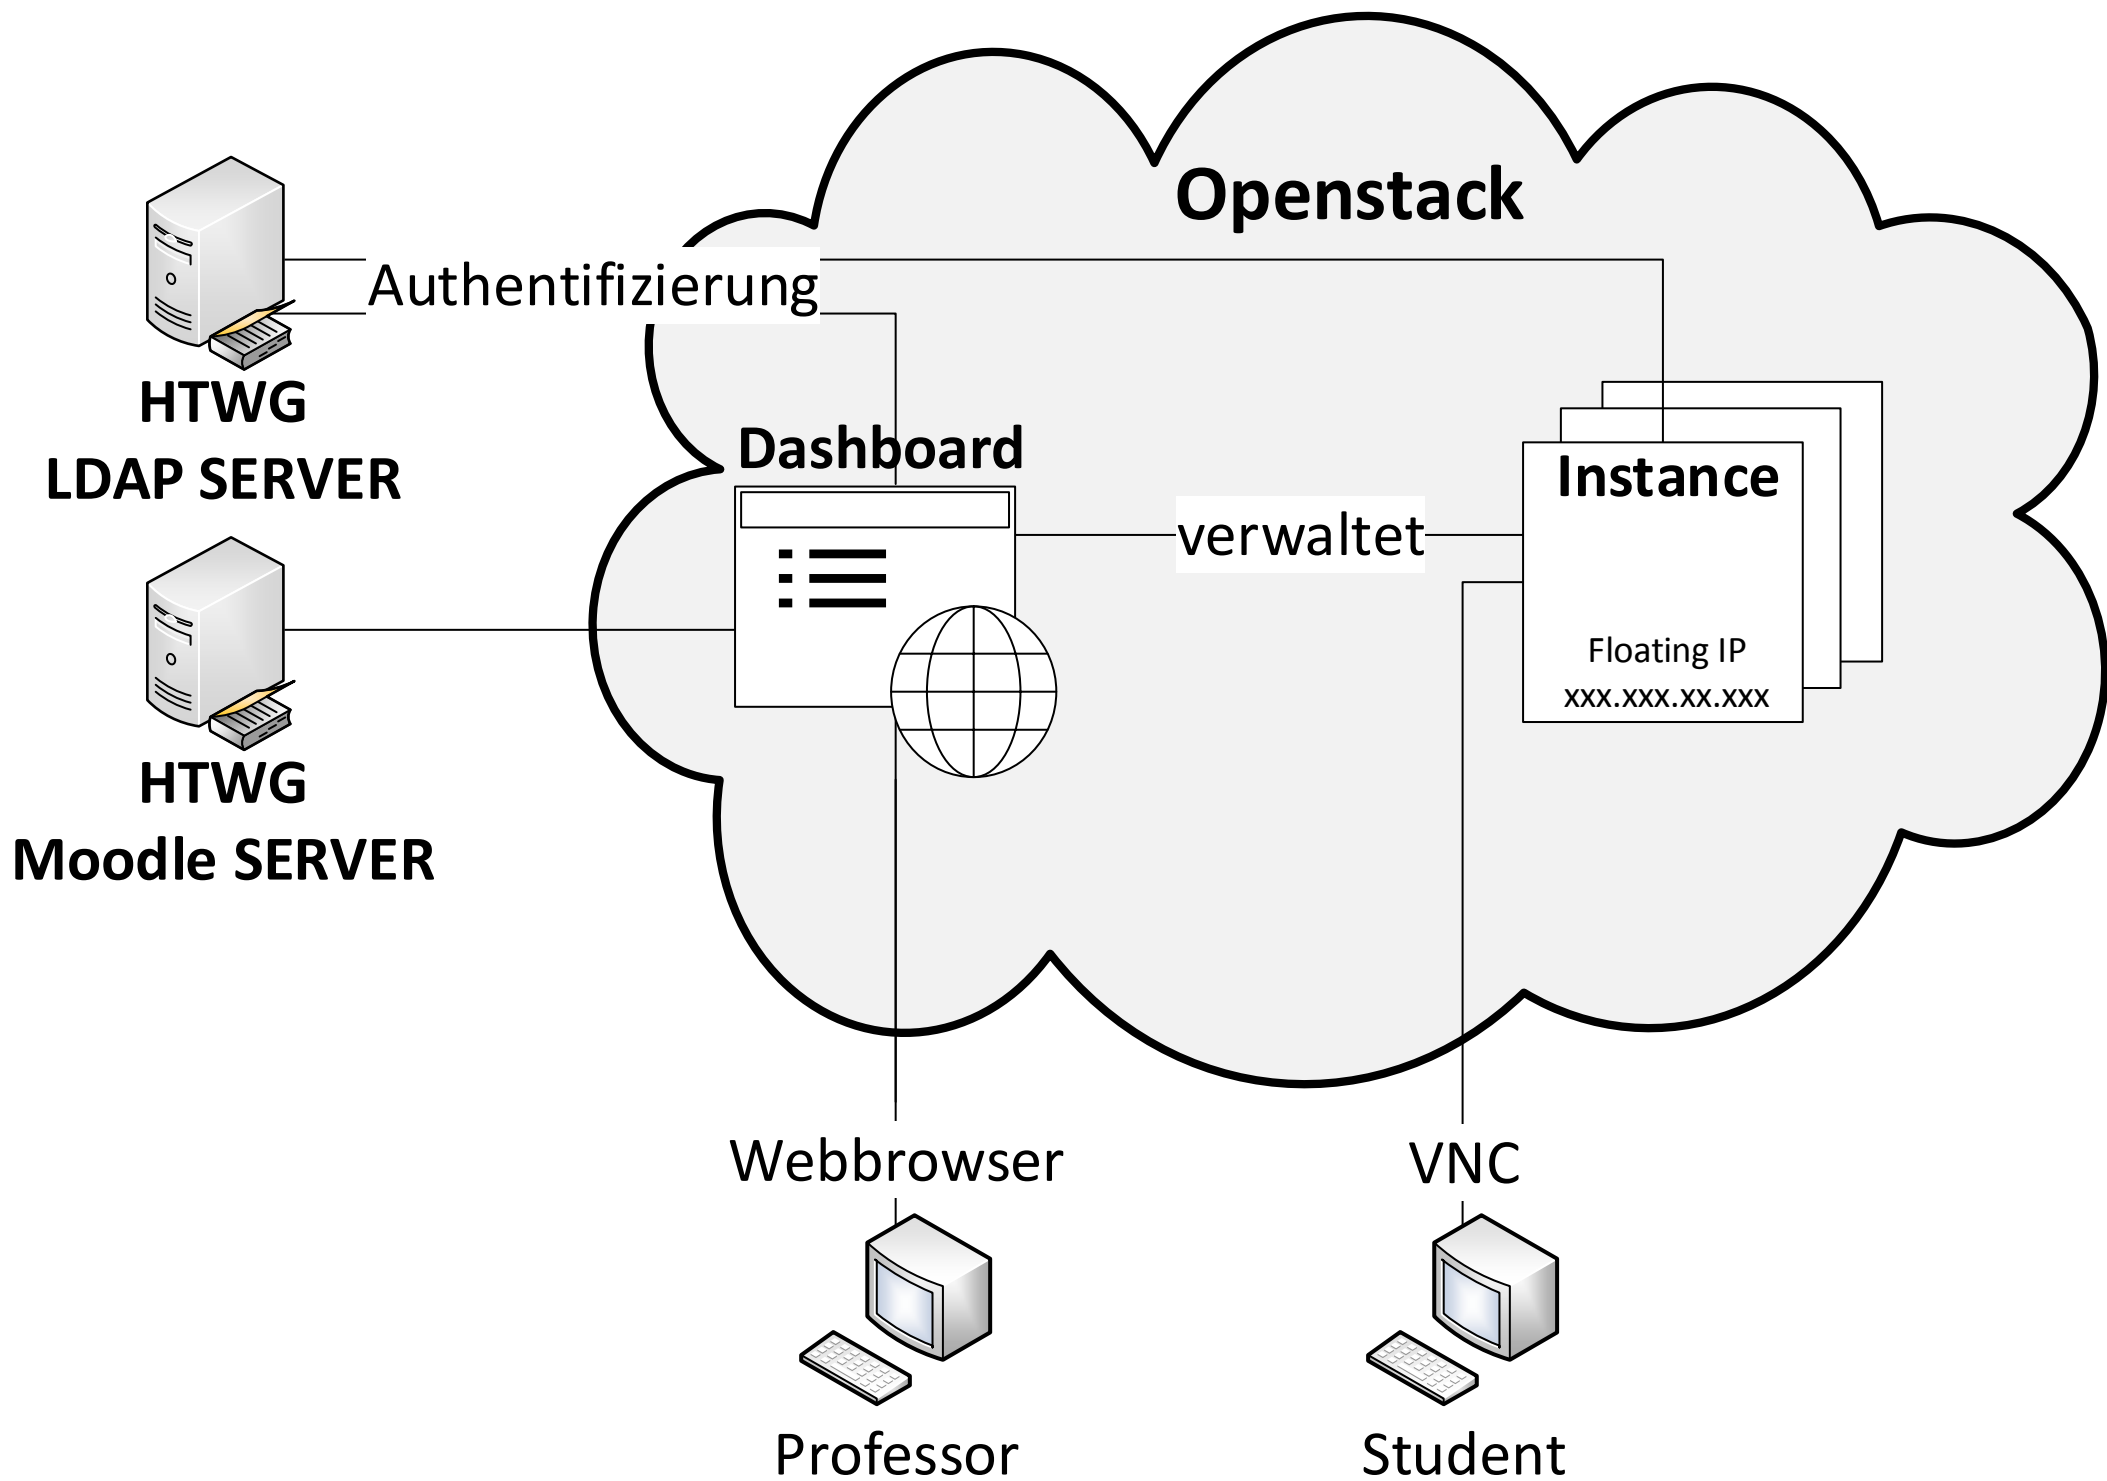 Openstack
Authentifizierung
HTWG
LDAP SERVER
Dashboard
Instance
verwaltet
Floating IP
xxx.xxx.xx.xxx
HTWG
Moodle SERVER
Webbrowser
VNC
Professor
Student